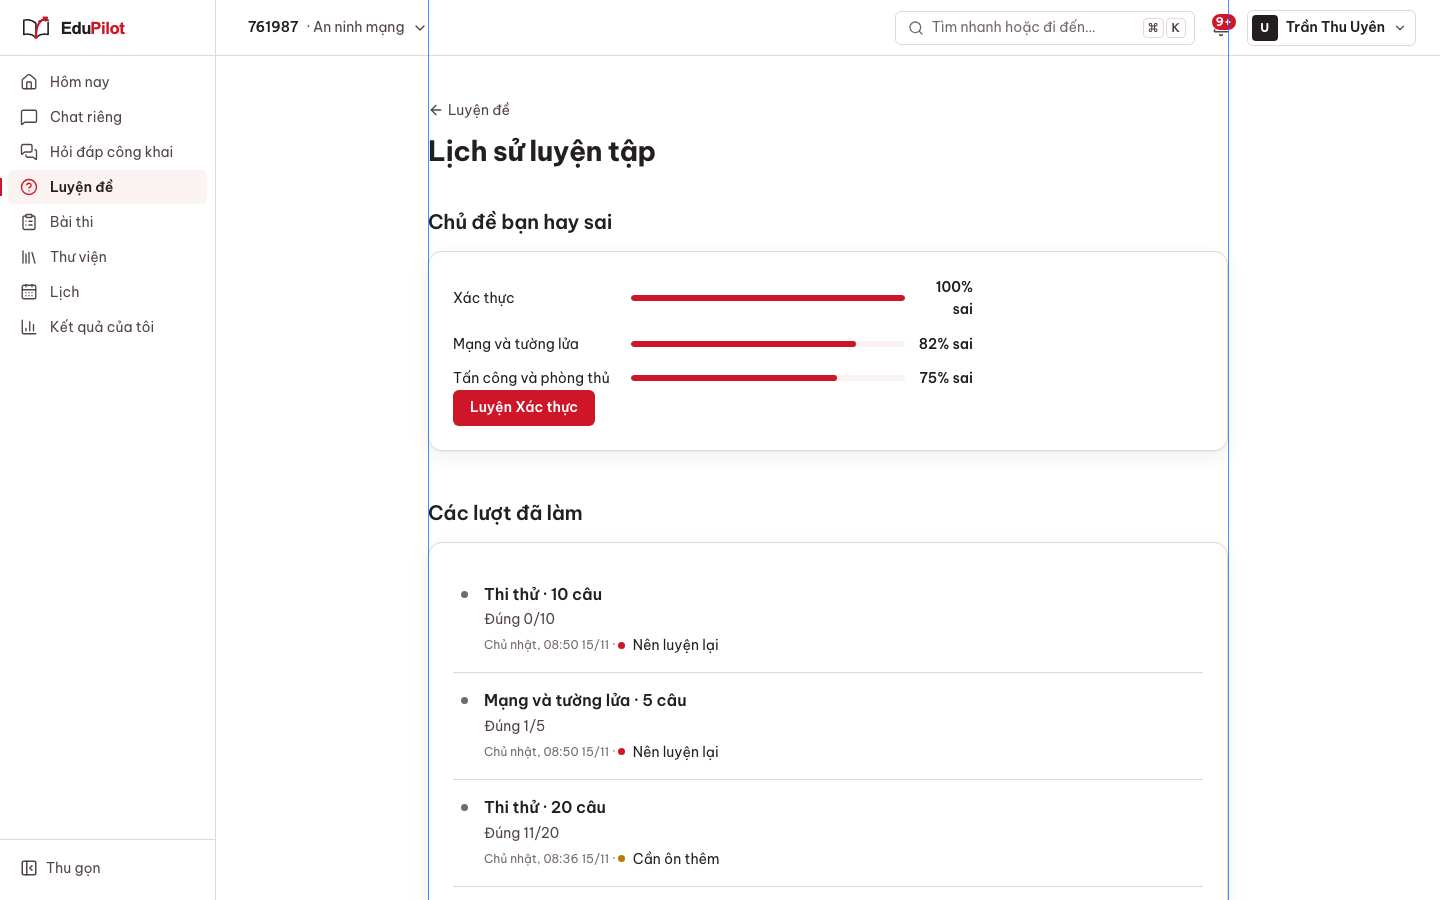 EduPilot
761987 · An ninh mạng
Tìm nhanh hoặc đi đến...
⌘ K
9+
U
Trần Thu Uyên
Hôm nay
Chat riêng
Hỏi đáp công khai
Luyện đề
Bài thi
Thư viện
Lịch
Kết quả của tôi
Thu gọn
Luyện đề
Lịch sử luyện tập
Chủ đề bạn hay sai
Xác thực
100% sai
Mạng và tường lửa
82% sai
Tấn công và phòng thủ
75% sai
Luyện Xác thực
Các lượt đã làm
Thi thử · 10 câu
Đúng 0/10
Chủ nhật, 08:50 15/11 · Nên luyện lại
Mạng và tường lửa · 5 câu
Đúng 1/5
Chủ nhật, 08:50 15/11 · Nên luyện lại
Thi thử · 20 câu
Đúng 11/20
Chủ nhật, 08:36 15/11 · Cần ôn thêm